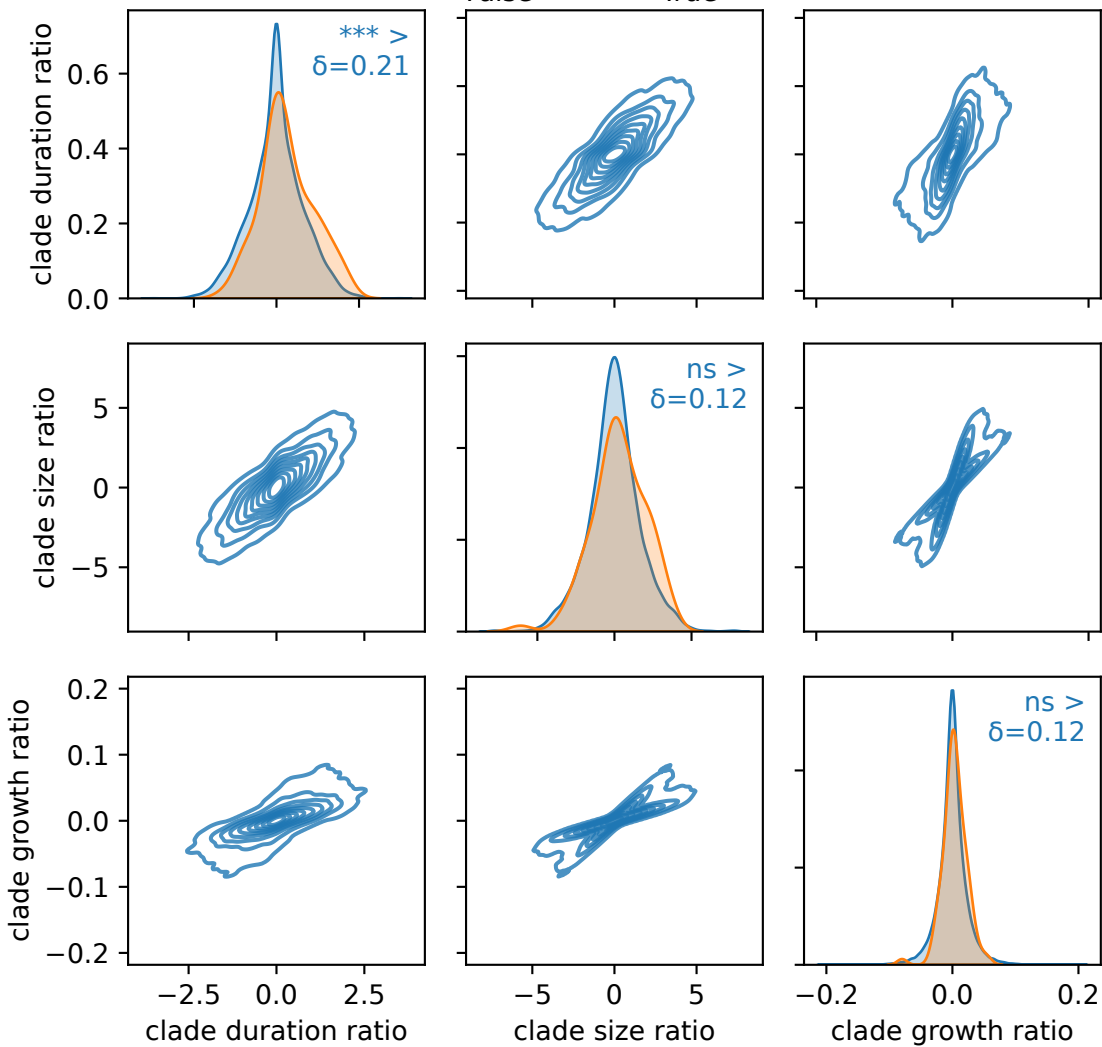 *** >
δ=0.21
clade duration ratio
0.6
0.4
0.2
0.0
ns >
δ=0.12
clade size ratio
5
0
−5
ns >
δ=0.12
clade growth ratio
0.2
0.1
0.0
−0.1
−0.2
−2.5 0.0 2.5 −5 0 5 −0.2 0.0 0.2
clade duration ratio clade size ratio clade growth ratio